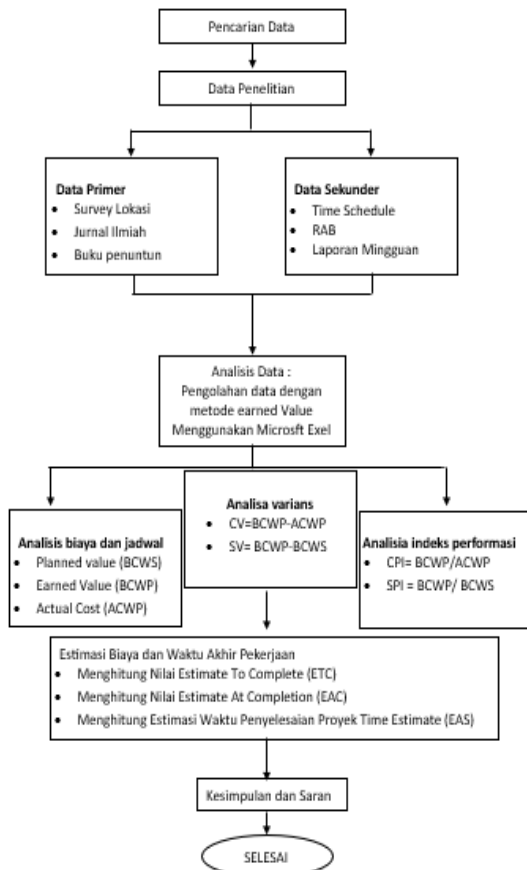 Pencarian Data
Data Penelitian
Data Primer
• Survey Lokasi
• Jurnal Ilmiah
• Buku penuntun
Data Sekunder
• Time Schedule
• RAB
• Laporan Mingguan
Analisis Data :
Pengolahan data dengan
metode earned Value
Menggunakan Microsft Exel
Analisis biaya dan jadwal
• Planned value (BCWS)
• Earned Value (BCWP)
• Actual Cost (ACWP)
Analisa varians
• CV=BCWP-ACWP
• SV= BCWP-BCWS
Analisia indeks performasi
• CPI= BCWP/ACWP
• SPI = BCWP/ BCWS
Estimasi Biaya dan Waktu Akhir Pekerjaan
• Menghitung Nilai Estimate To Complete (ETC)
• Menghitung Nilai Estimate At Completion (EAC)
• Menghitung Estimasi Waktu Penyelesaian Proyek Time Estimate (EAS)
Kesimpulan dan Saran
SELESAI